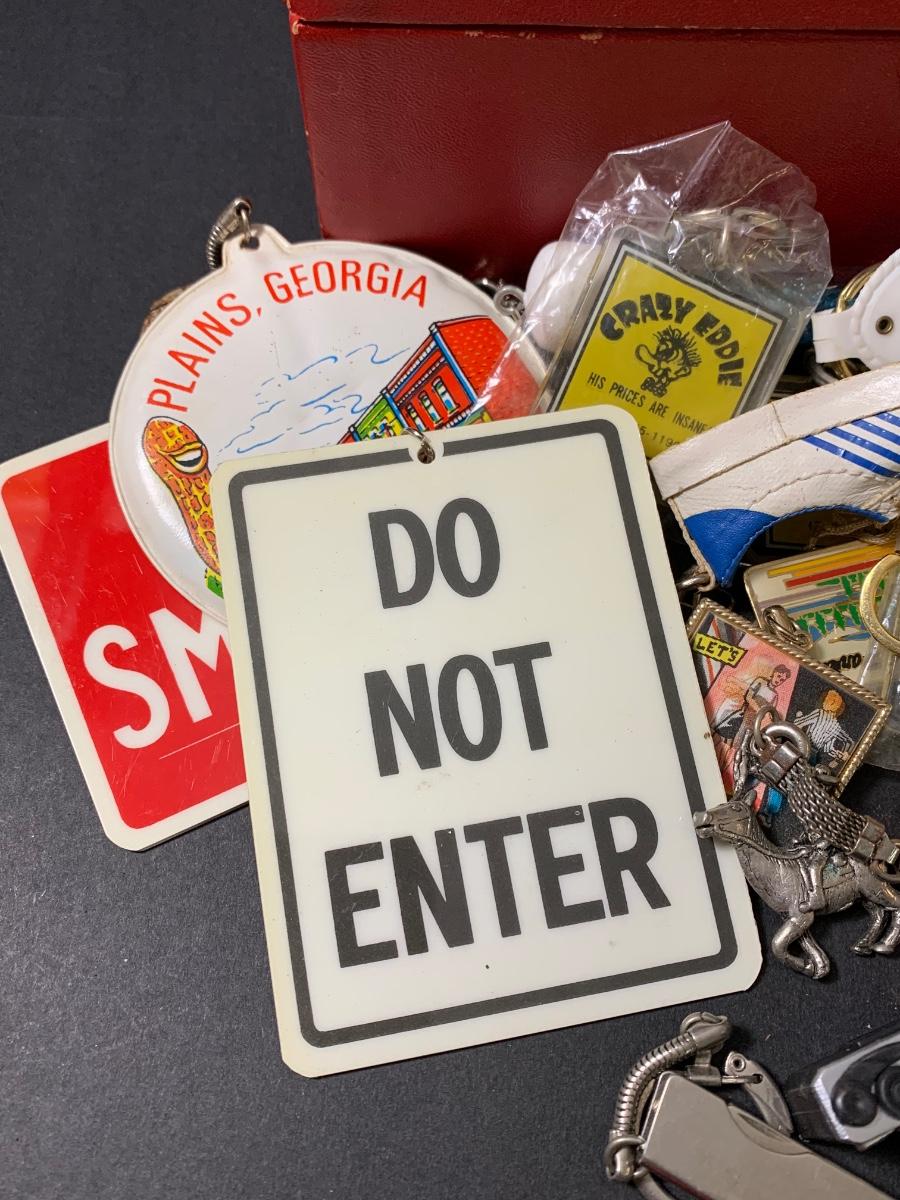 PLAINS, GEORGIA
CRAZY EDDIE
HIS PRICES ARE INSANE
DO
NOT
ENTER
SM
LET'S